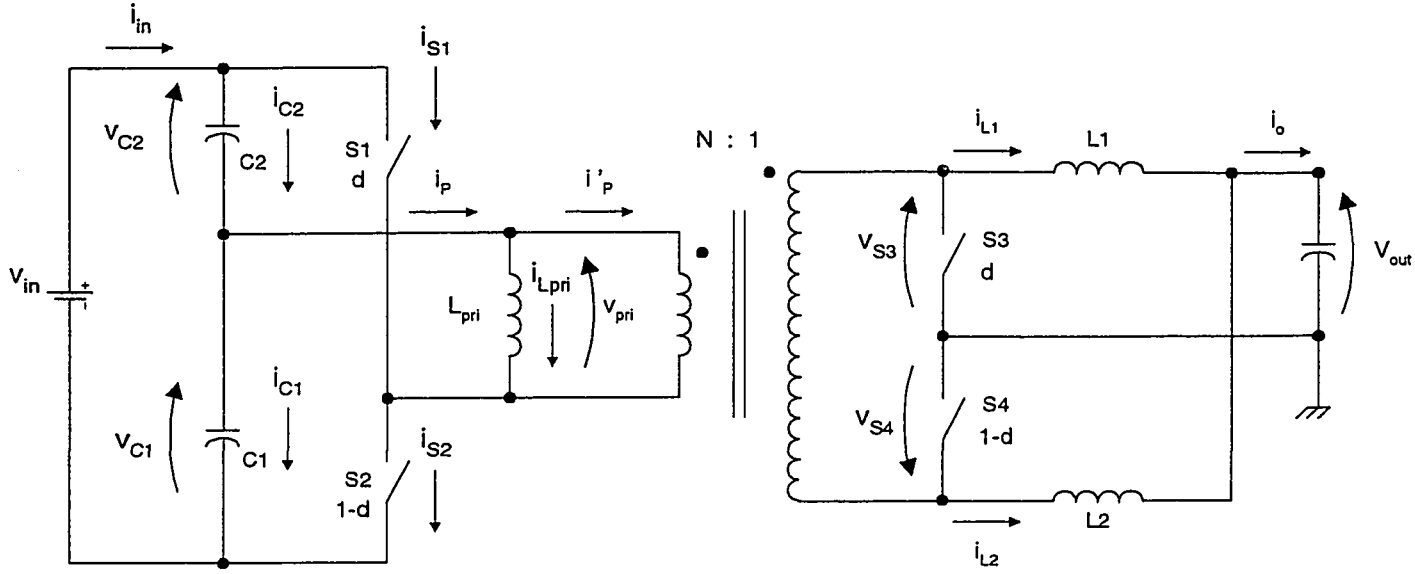 i_in
i_S1
v_C2
i_C2
C2
S1
d
N : 1
i_P
i'_P
i_L1
L1
i_o
v_in
+
-
L_pri
i_Lpri
v_pri
v_S3
S3
d
V_out
v_C1
i_C1
C1
S2
1-d
i_S2
v_S4
S4
1-d
L2
i_L2